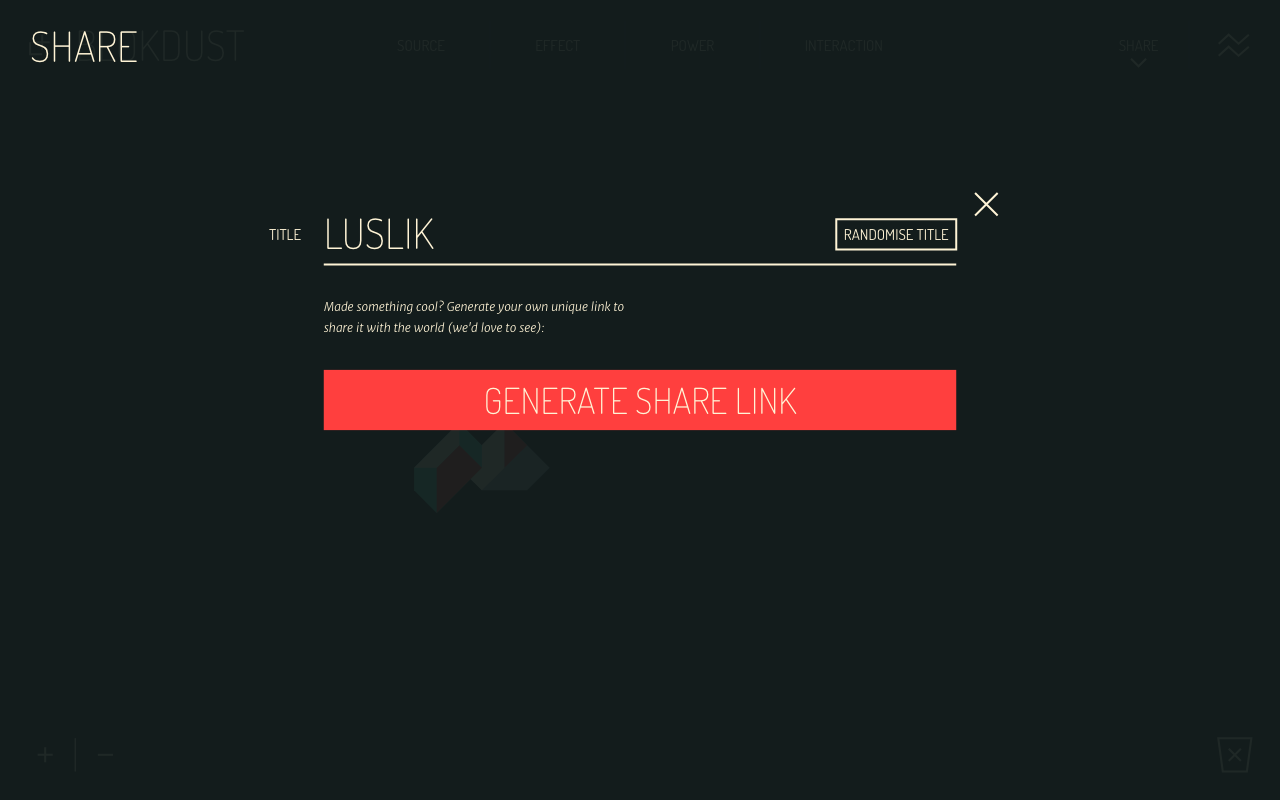 SHARE
SOURCE
EFFECT
POWER
INTERACTION
SHARE
TITLE
LUSLIK
RANDOMISE TITLE
Made something cool? Generate your own unique link to
share it with the world (we'd love to see):
GENERATE SHARE LINK